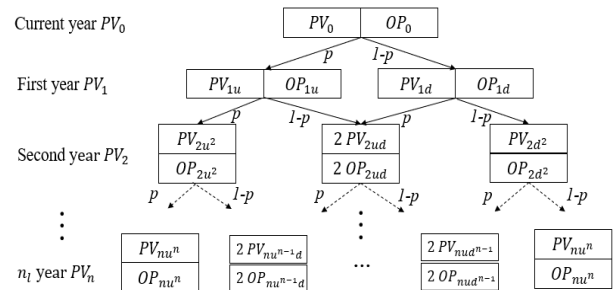 Current year PV₀ PV₀ OP₀
p 1-p
First year PV₁ PV₁ᵤ OP₁ᵤ PV₁d OP₁d
p 1-p p 1-p
Second year PV₂ PV₂ᵤ² 2 PV₂ᵤd PV₂d²
OP₂ᵤ² 2 OP₂ᵤd OP₂d²
p 1-p p 1-p
⋮ ⋮
PVₙᵤⁿ 2 PVₙᵤⁿ⁻¹d 2 PVₙᵤdⁿ⁻¹ PVₙᵤⁿ
nₗ year PVₙ OPₙᵤⁿ 2 OPₙᵤⁿ⁻¹d ... 2 OPₙᵤdⁿ⁻¹ OPₙᵤⁿ